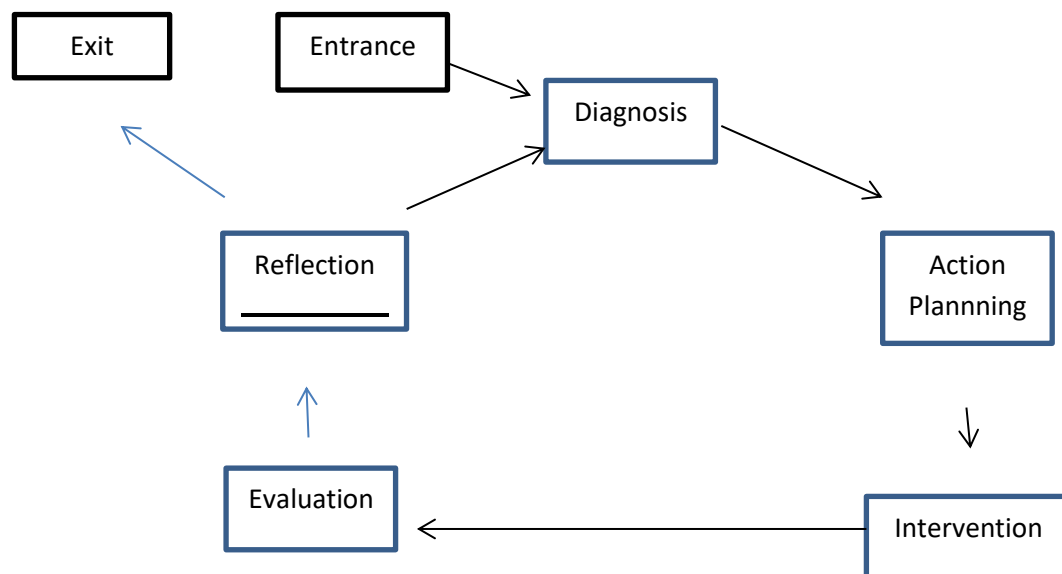 Exit
Entrance
Diagnosis
Reflection
Action
Plannning
Evaluation
Intervention